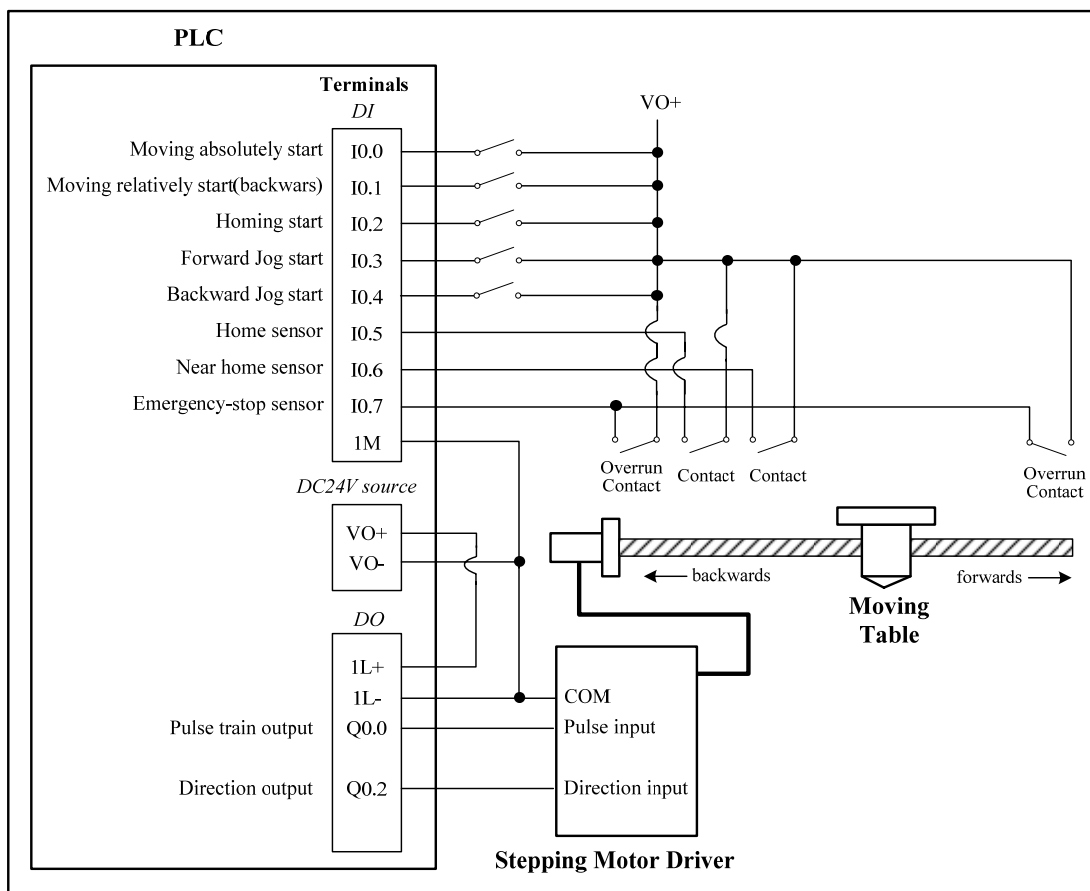 PLC
Terminals
DI
VO+
Moving absolutely start I0.0
Moving relatively start(backwars) I0.1
Homing start I0.2
Forward Jog start I0.3
Backward Jog start I0.4
Home sensor I0.5
Near home sensor I0.6
Emergency-stop sensor I0.7
1M
Overrun
Contact
Contact
Contact
Overrun
Contact
DC24V source
VO+
VO-
backwards
forwards
Moving
Table
DO
1L+
1L- COM
Pulse train output Q0.0 Pulse input
Direction output Q0.2 Direction input
Stepping Motor Driver